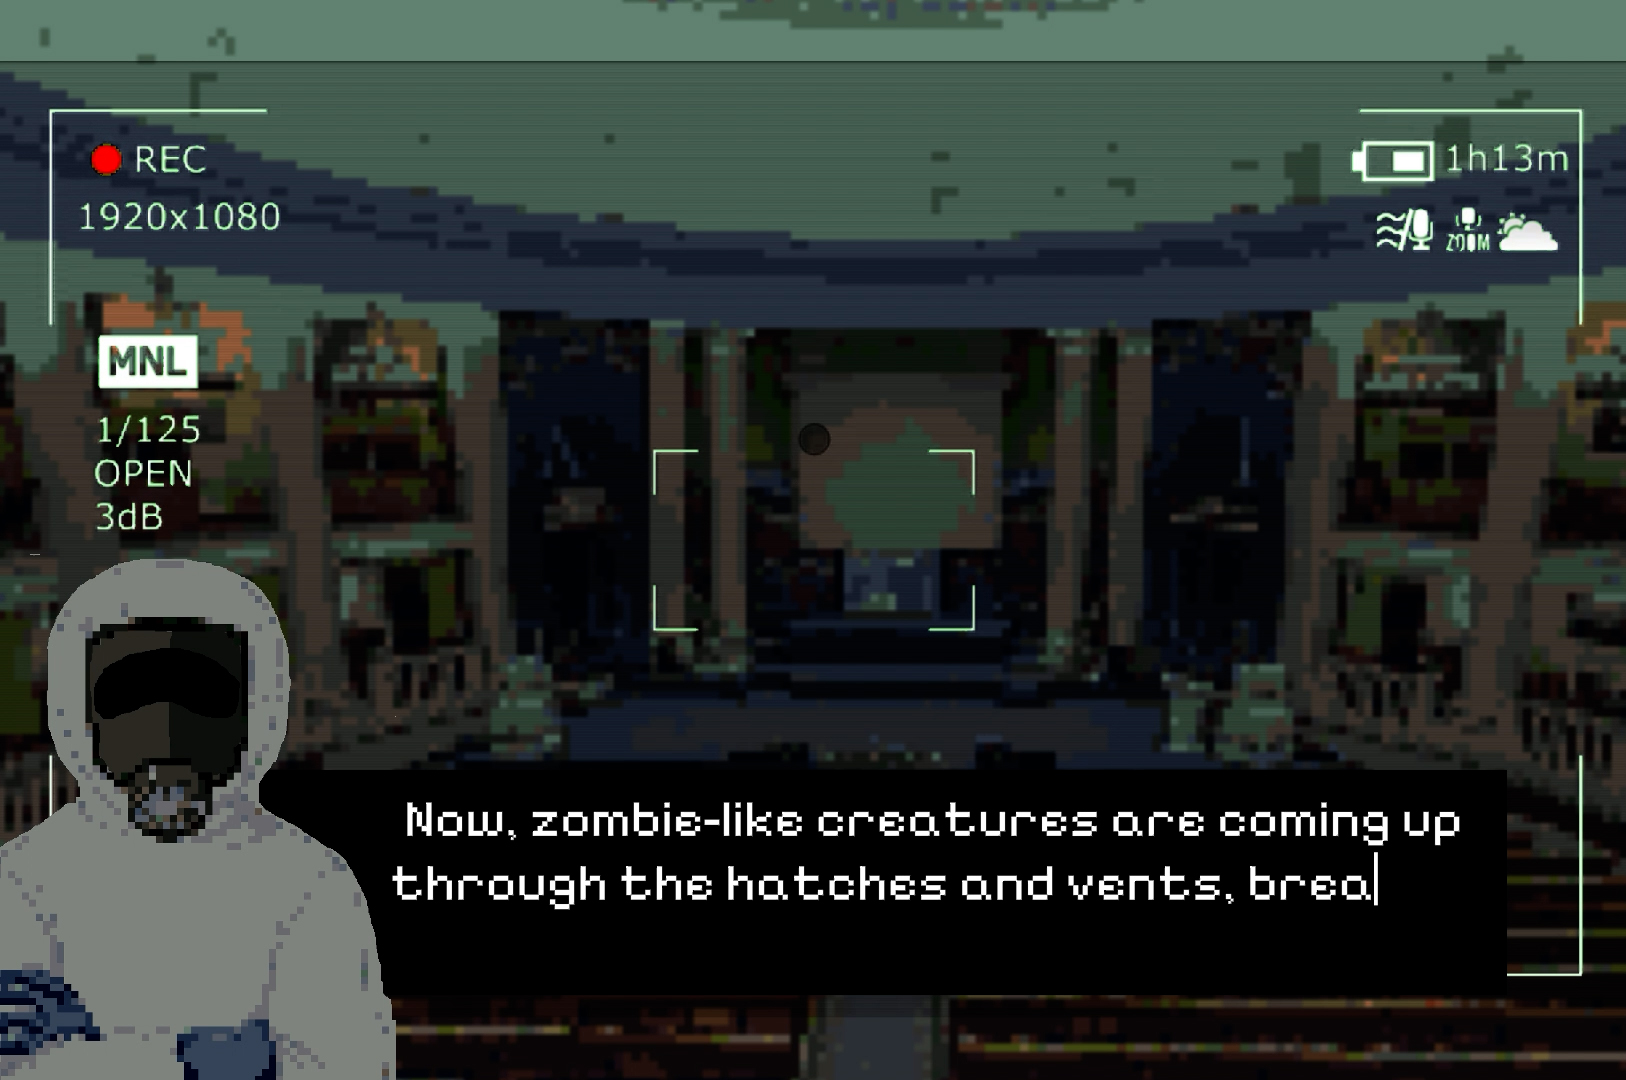 REC
1920x1080
1h13m
ZOOM
MNL
1/125
OPEN
3dB
Now, zombie-like creatures are coming up
through the hatches and vents, brea